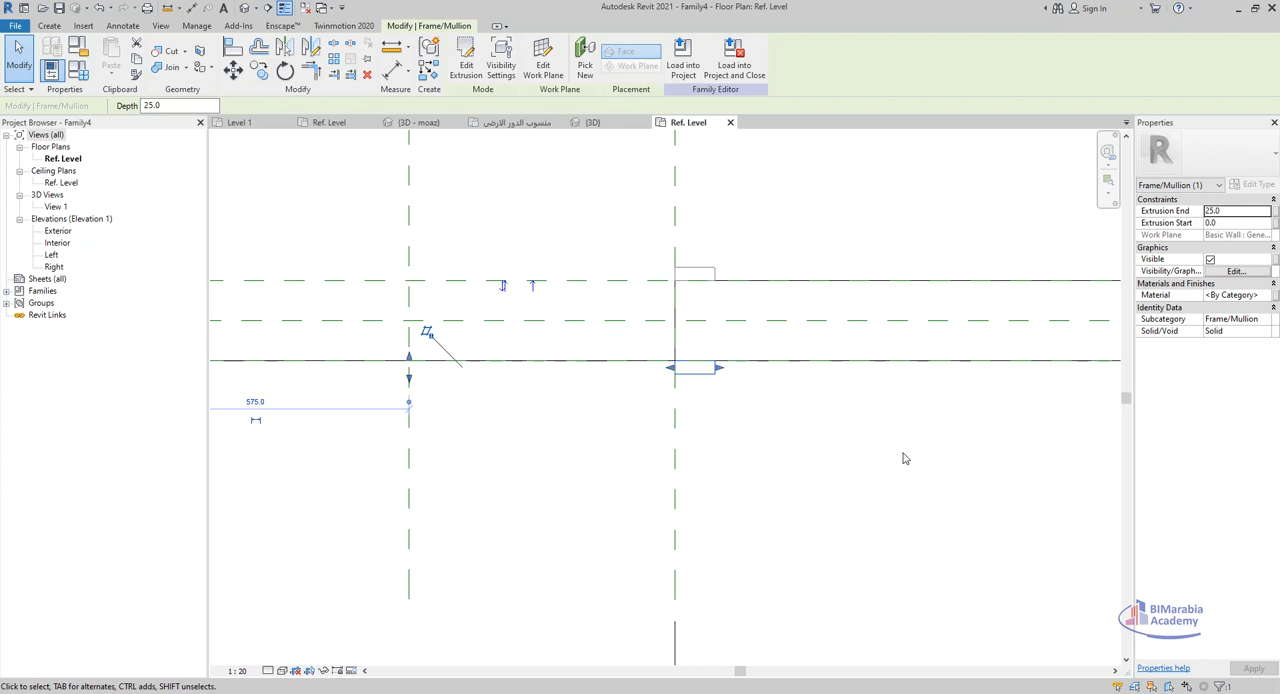 Autodesk Revit 2021 - Family4 - Floor Plan: Ref. Level
Sign In
File Create Insert Annotate View Manage Add-Ins Enscape™ Twinmotion 2020 Modify | Frame/Mullion
Modify
Paste
Cut
Join
Edit
Extrusion
Visibility
Settings
Edit
Work Plane
Pick
New
Face
Work Plane
Load into
Project
Load into
Project and Close
Select Properties Clipboard Geometry Modify Measure Create Mode Work Plane Placement Family Editor
Modify | Frame/Mullion Depth 25.0
Project Browser - Family4
Views (all)
Floor Plans
Ref. Level
Ceiling Plans
Ref. Level
3D Views
View 1
Elevations (Elevation 1)
Exterior
Interior
Left
Right
Sheets (all)
Families
Groups
Revit Links
Level 1 Ref. Level (3D - moaz) منسوب الدور الارضى (3D) Ref. Level
575.0
2D
Properties
Frame/Mullion (1) Edit Type
Constraints
Extrusion End 25.0
Extrusion Start 0.0
Work Plane Basic Wall : Gene...
Graphics
Visible
Visibility/Graph... Edit...
Materials and Finishes
Material <By Category>
Identity Data
Subcategory Frame/Mullion
Solid/Void Solid
BIMarabia
Academy
Properties help Apply
1 : 20
Click to select, TAB for alternates, CTRL adds, SHIFT unselects.
:1